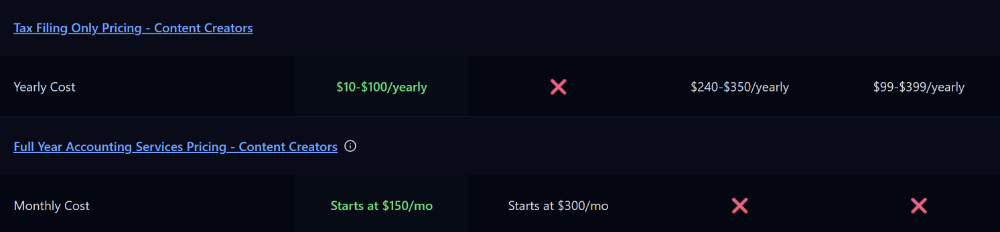 Tax Filing Only Pricing - Content Creators
Yearly Cost $10-$100/yearly ❌ $240-$350/yearly $99-$399/yearly
Full Year Accounting Services Pricing - Content Creators
Monthly Cost Starts at $150/mo Starts at $300/mo ❌ ❌